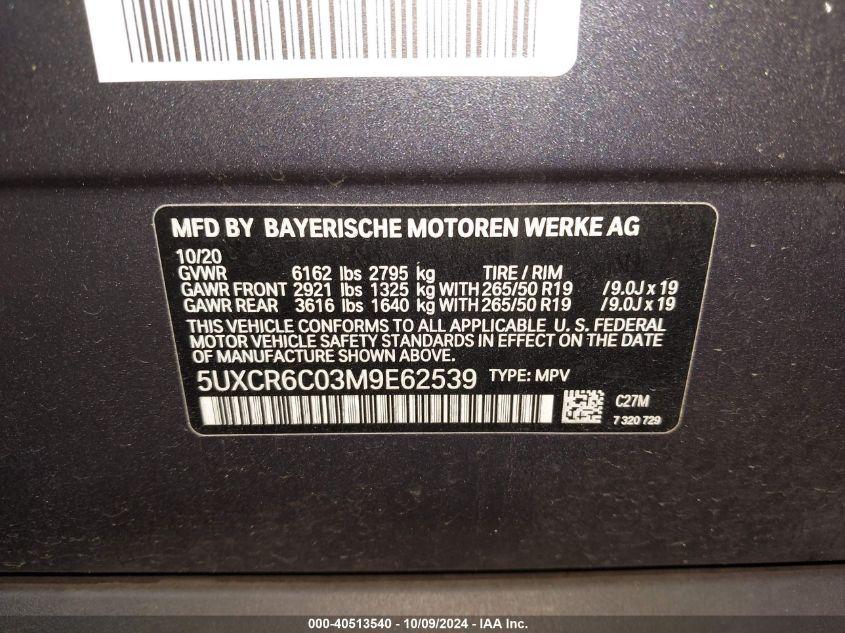 MFD BY BAYERISCHE MOTOREN WERKE AG
10/20
GVWR 6162 lbs 2795 kg TIRE / RIM
GAWR FRONT 2921 lbs 1325 kg WITH 265/50 R19 /9.0J x 19
GAWR REAR 3616 lbs 1640 kg WITH 265/50 R19 /9.0J x 19
THIS VEHICLE CONFORMS TO ALL APPLICABLE U. S. FEDERAL
MOTOR VEHICLE SAFETY STANDARDS IN EFFECT ON THE DATE
OF MANUFACTURE SHOWN ABOVE.
5UXCR6C03M9E62539 TYPE: MPV
C27M
7 320 729
000-40513540 - 10/09/2024 - IAA Inc.